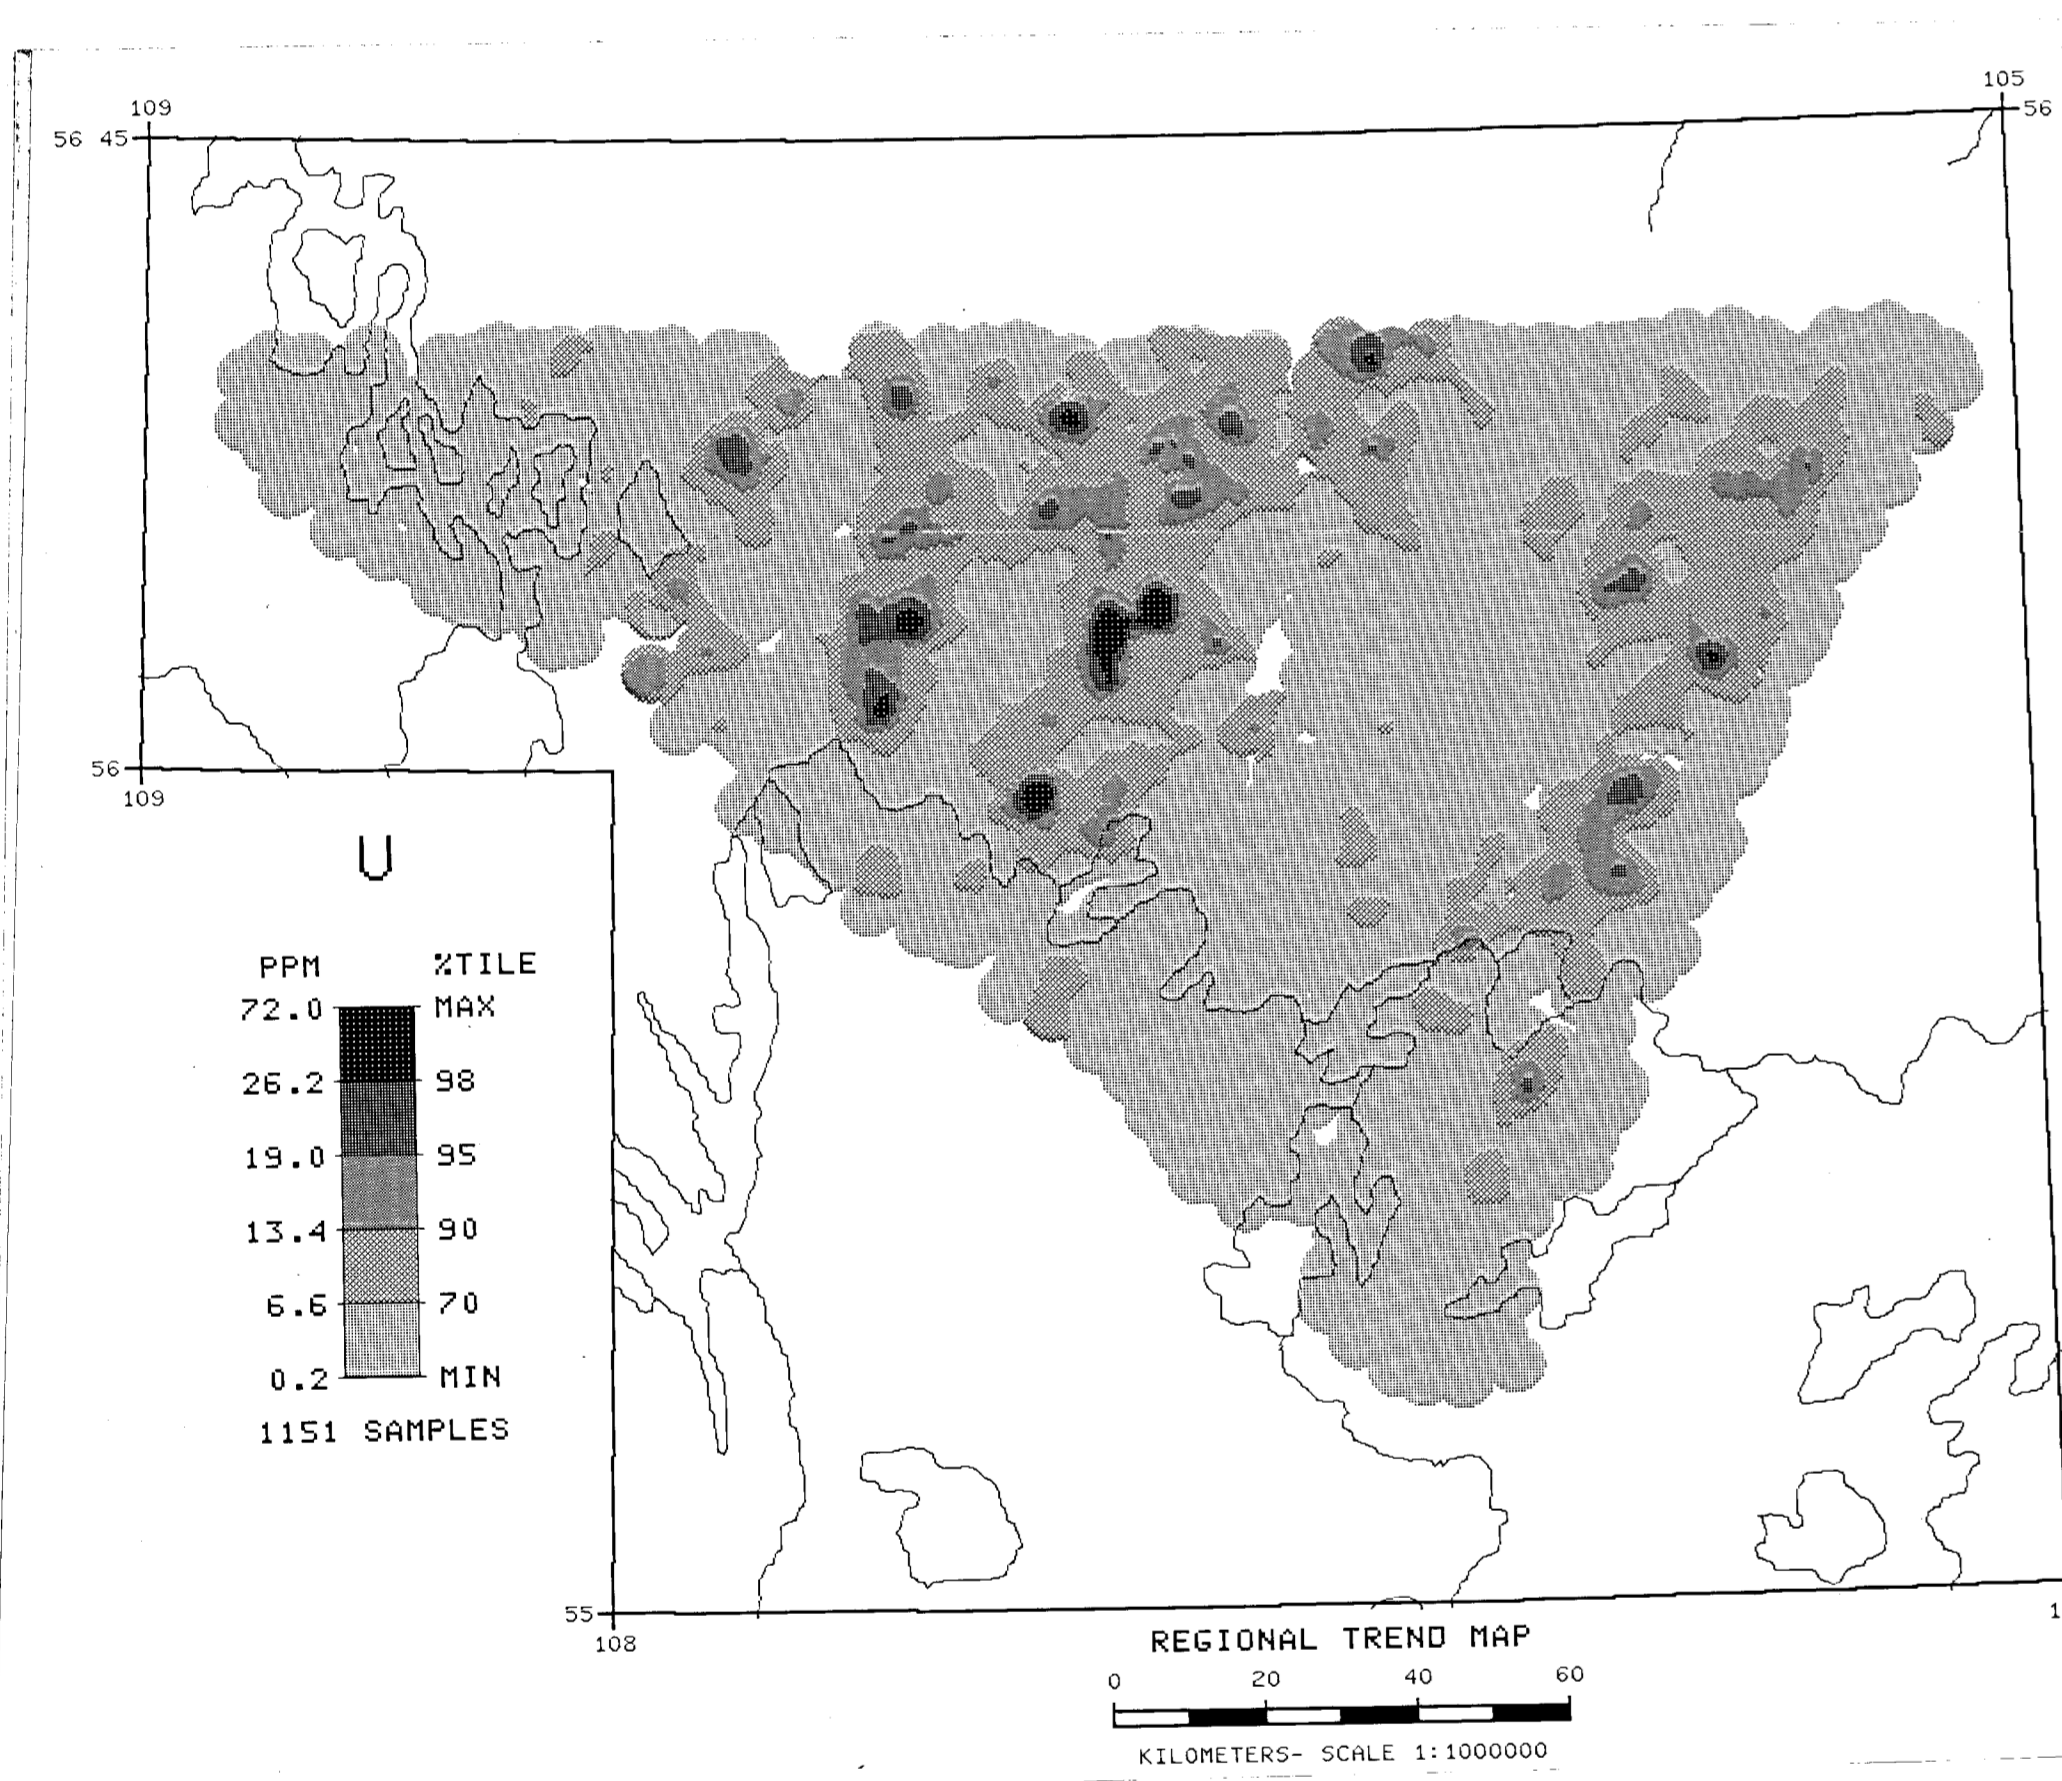 109
105
56 45
56
56
109
U
PPM %TILE
72.0 MAX
26.2 98
19.0 95
13.4 90
6.6 70
0.2 MIN
1151 SAMPLES
55
108
1
REGIONAL TREND MAP
0 20 40 60
KILOMETERS- SCALE 1:1000000